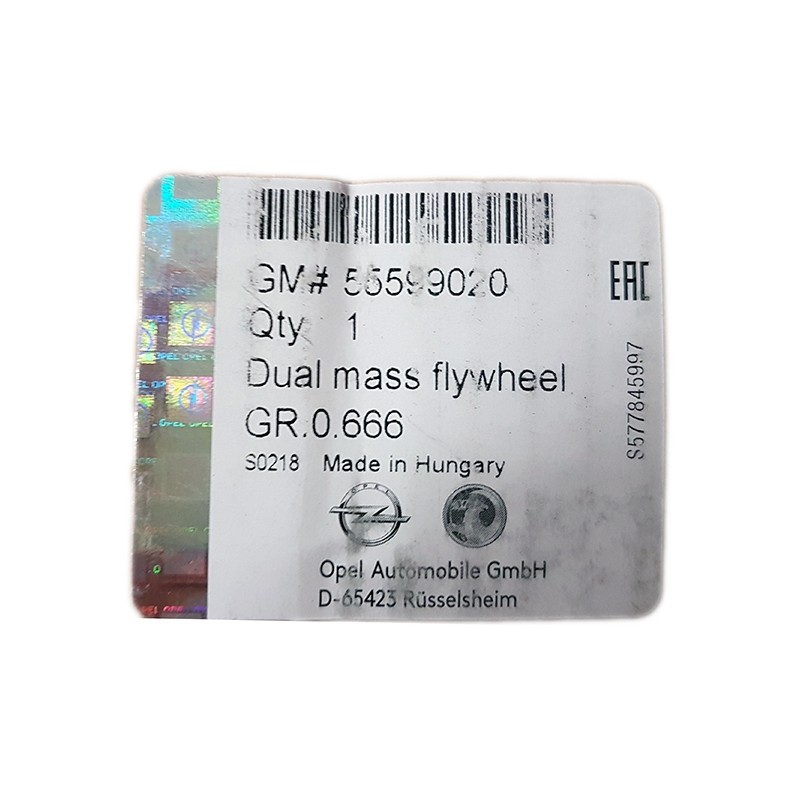 GM# 55599020
Qty 1
Dual mass flywheel
GR.0.666
S0218 Made in Hungary
OPEL
Opel Automobile GmbH
D-65423 Rüsselsheim
EAC
S577845997